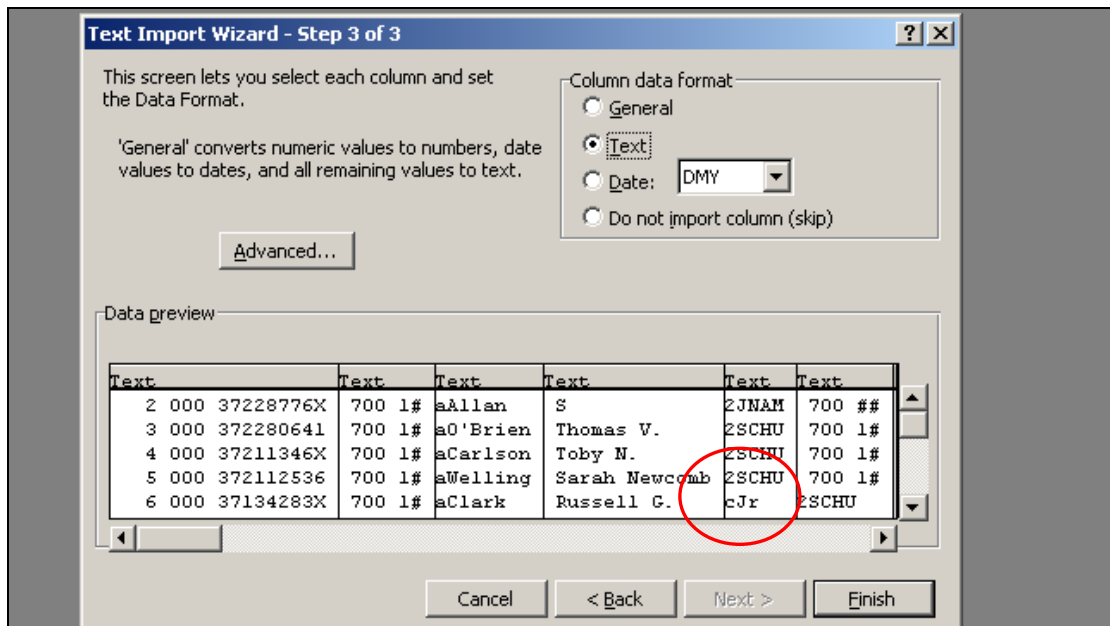 Text Import Wizard - Step 3 of 3
This screen lets you select each column and set
the Data Format.
'General' converts numeric values to numbers, date
values to dates, and all remaining values to text.
Advanced...
Column data format
General
Text
Date: DMY
Do not import column (skip)
Data preview
Text Text Text Text Text Text
2 000 37228776X 700 1# aAllan S 2JNAM 700 ##
3 000 372280641 700 1# aO'Brien Thomas V. 2SCHU 700 1#
4 000 37211346X 700 1# aCarlson Toby N. 2SCHU 700 1#
5 000 372112536 700 1# aWelling Sarah Newcomb 2SCHU 700 1#
6 000 37134283X 700 1# aClark Russell G. cJr 2SCHU
Cancel < Back Next > Finish